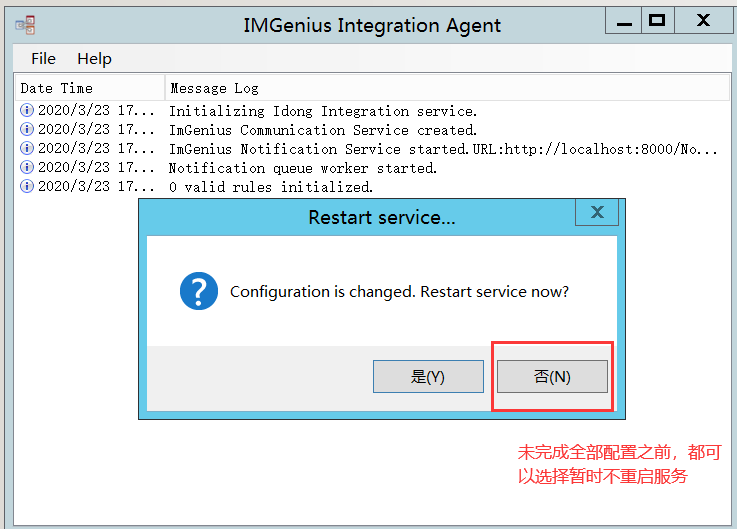 IMGenius Integration Agent
File Help
Date Time Message Log
2020/3/23 17... Initializing Idong Integration service.
2020/3/23 17... ImGenius Communication Service created.
2020/3/23 17... ImGenius Notification Service started.URL:http://localhost:8000/No...
2020/3/23 17... Notification queue worker started.
2020/3/23 17... 0 valid rules initialized.
Restart service...
Configuration is changed. Restart service now?
是(Y) 否(N)
未完成全部配置之前，都可
以选择暂时不重启服务